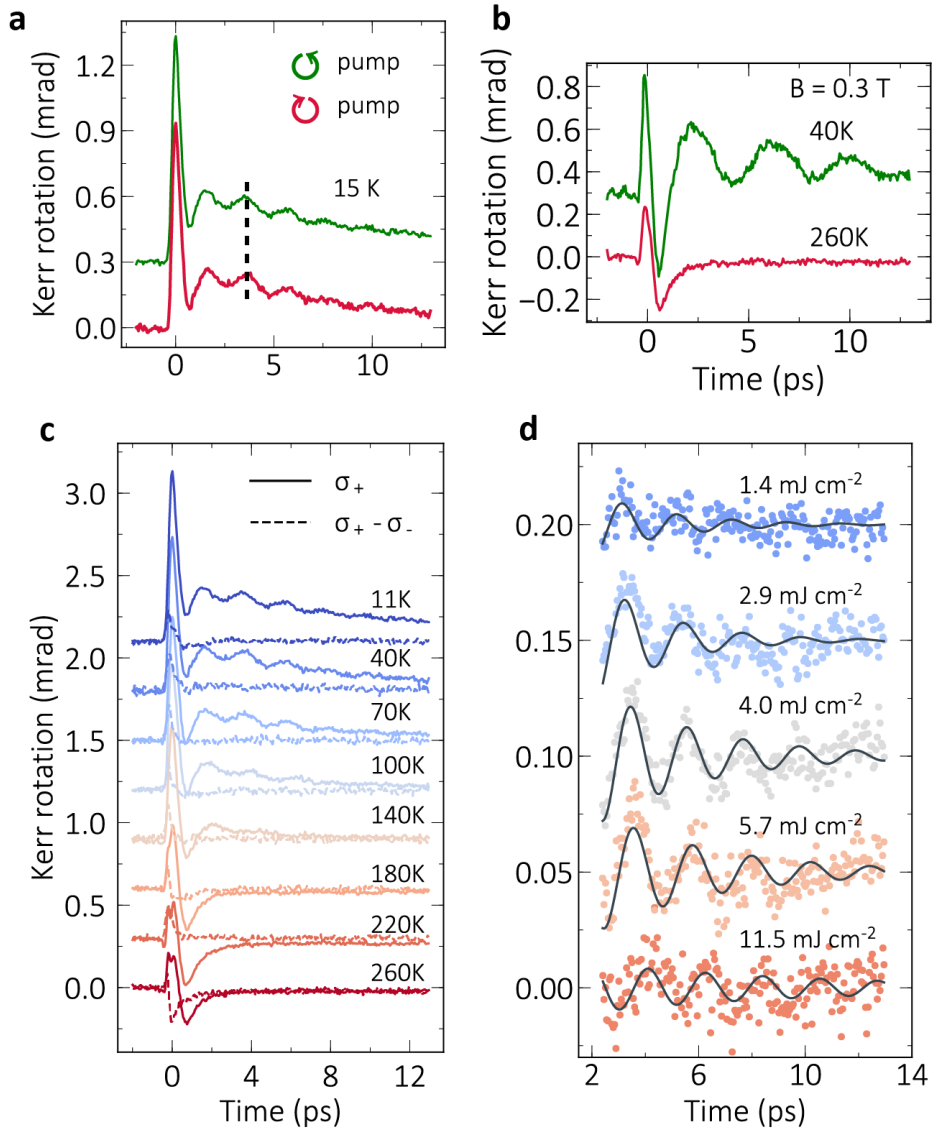 a
Kerr rotation (mrad)
1.2
0.9
0.6
0.3
0.0
pump
pump
15 K
0
5
10
b
Kerr rotation (mrad)
0.8
0.6
0.4
0.2
0.0
−0.2
B = 0.3 T
40K
260K
0
5
10
Time (ps)
c
Kerr rotation (mrad)
3.0
2.5
2.0
1.5
1.0
0.5
0.0
σ₊
σ₊ - σ₋
11K
40K
70K
100K
140K
180K
220K
260K
0
4
8
12
Time (ps)
d
0.20
0.15
0.10
0.05
0.00
1.4 mJ cm⁻²
2.9 mJ cm⁻²
4.0 mJ cm⁻²
5.7 mJ cm⁻²
11.5 mJ cm⁻²
2
6
10
14
Time (ps)